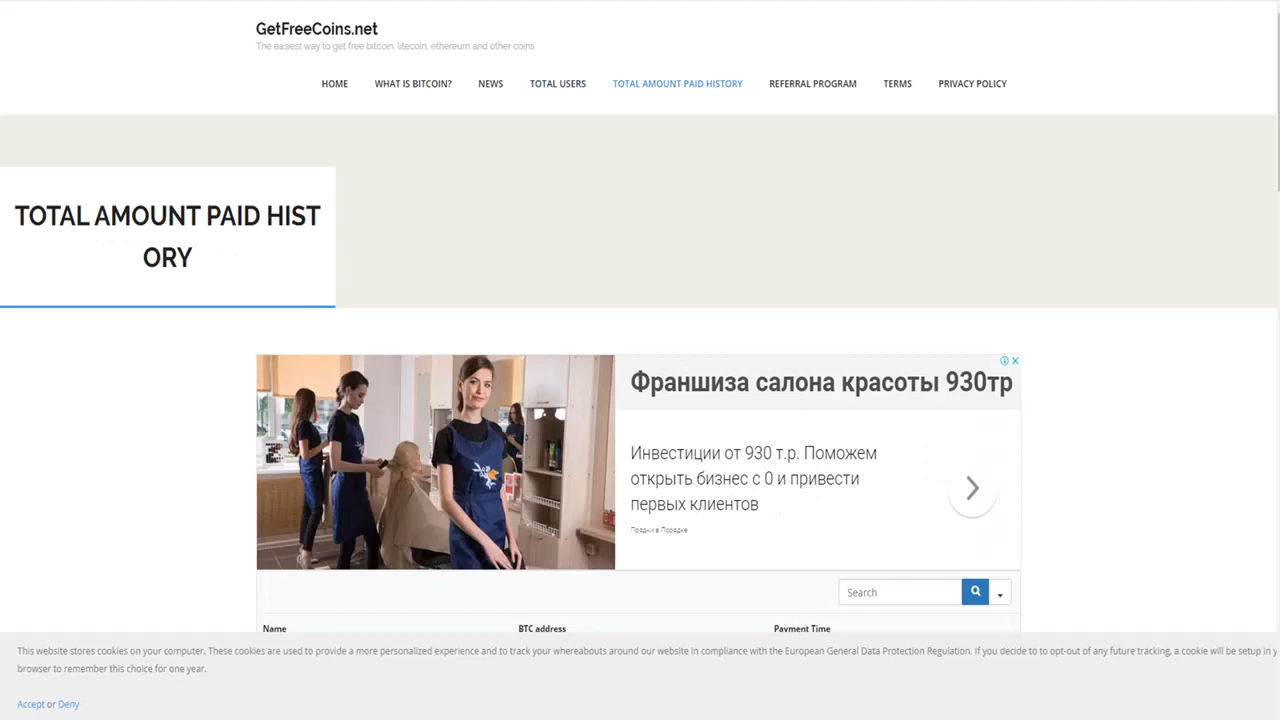 GetFreeCoins.net
The easiest way to get free bitcoin, litecoin, ethereum and other coins
HOME WHAT IS BITCOIN? NEWS TOTAL USERS TOTAL AMOUNT PAID HISTORY REFERRAL PROGRAM TERMS PRIVACY POLICY
TOTAL AMOUNT PAID HIST
ORY
Франшиза салона красоты 930тр
Инвестиции от 930 т.р. Поможем
открыть бизнес с 0 и привести
первых клиентов
Прядки в Порядке
Search
Name BTC address Payment Time
This website stores cookies on your computer. These cookies are used to provide a more personalized experience and to track your whereabouts around our website in compliance with the European General Data Protection Regulation. If you decide to to opt-out of any future tracking, a cookie will be setup in y
browser to remember this choice for one year.
Accept or Deny